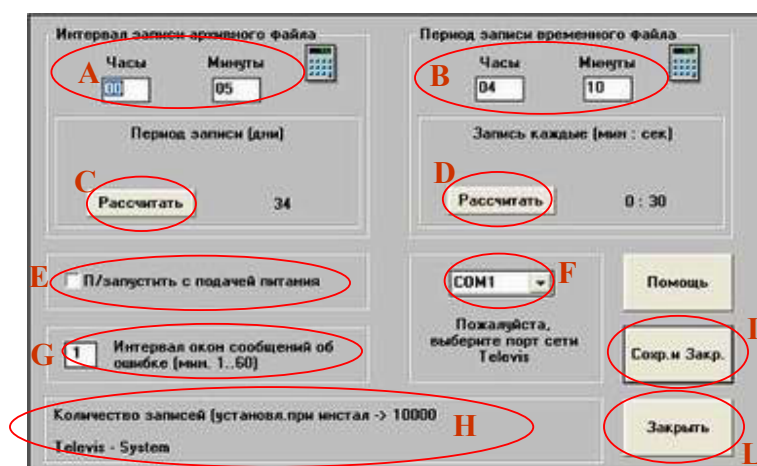 Интервал записи архивного файла
Часы
Минуты
A
00
05
Период записи (дни)
C
Рассчитать
34
Период записи временного файла
Часы
Минуты
B
04
10
Запись каждые (мин : сек)
D
Рассчитать
0 : 30
E
П/запустить с подачей питания
G
1
Интервал окон сообщений об
ошибке (мин. 1..60)
COM1
F
Пожалуйста,
выберите порт сети
Televis
Помощь
I
Сохр.и Закр.
Количество записей (установл.при инстал -> 10000
H
Televis - System
Закрыть
L